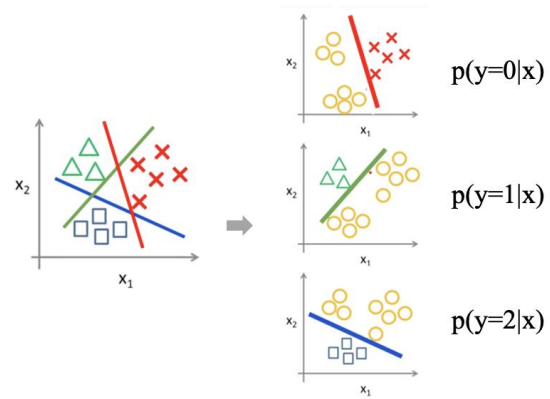 x₂
x₁
x₂
x₁
p(y=0|x)
x₂
x₁
p(y=1|x)
x₂
x₁
p(y=2|x)